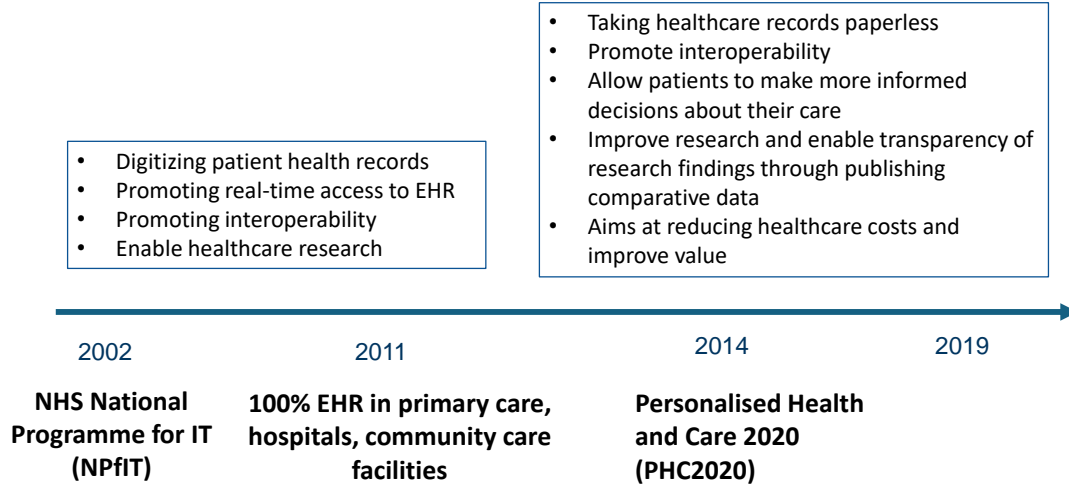 • Taking healthcare records paperless
• Promote interoperability
• Allow patients to make more informed
decisions about their care
• Improve research and enable transparency of
research findings through publishing
comparative data
• Aims at reducing healthcare costs and
improve value
• Digitizing patient health records
• Promoting real-time access to EHR
• Promoting interoperability
• Enable healthcare research
2002
2011
2014
2019
NHS National
Programme for IT
(NPfIT)
100% EHR in primary care,
hospitals, community care
facilities
Personalised Health
and Care 2020
(PHC2020)